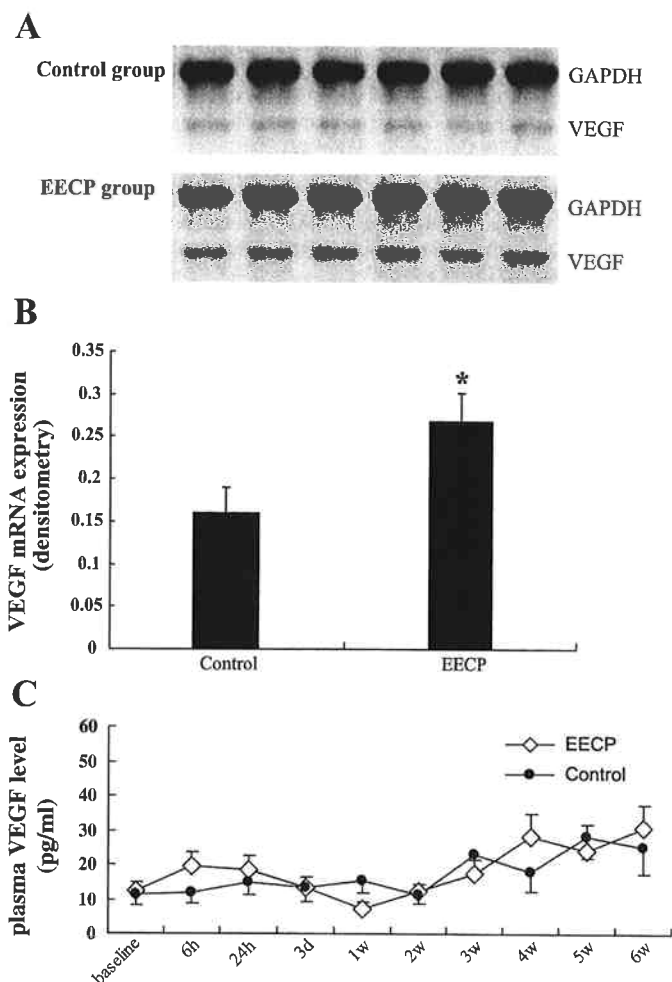 A
Control group
GAPDH
VEGF
EECP group
GAPDH
VEGF
B
VEGF mRNA expression
(densitometry)
0.35
0.3
0.25
0.2
0.15
0.1
0.05
0
*
Control
EECP
C
plasma VEGF level
(pg/ml)
60
50
40
30
20
10
0
EECP
Control
baseline
6h
24h
3d
1w
2w
3w
4w
5w
6w